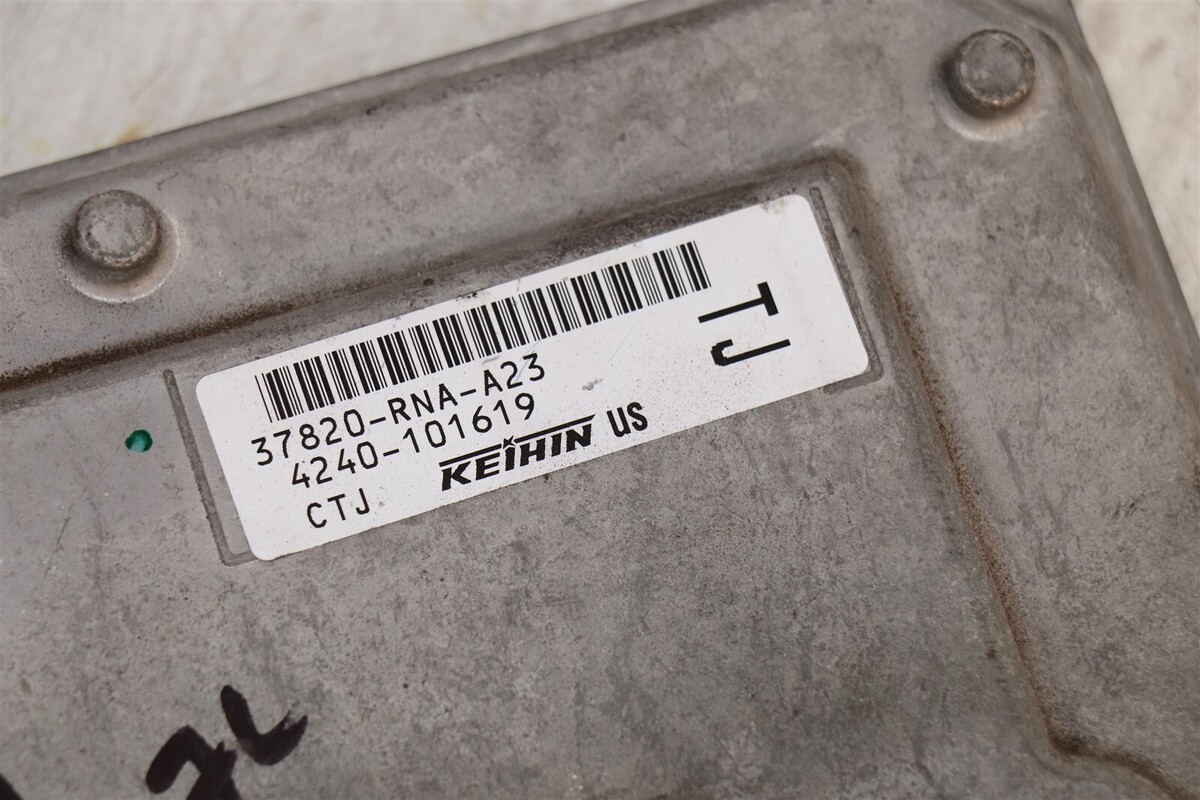 37820-RNA-A23
4240-101619
CTJ
KEIHIN US
TJ